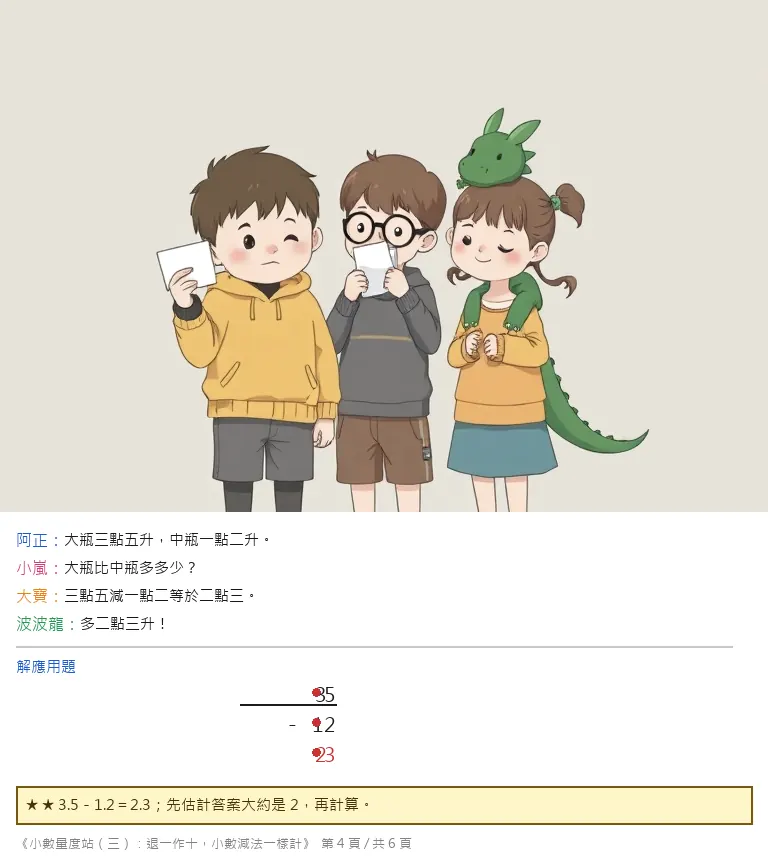 阿正：大瓶三點五升，中瓶一點二升。
小嵐：大瓶比中瓶多多少？
大寶：三點五減一點二等於二點三。
波波龍：多二點三升！
解應用題
35
- 12
23
★★ 3.5 - 1.2 = 2.3；先估計答案大約是 2，再計算。
《小數量度站（三）：退一作十，小數減法一樣計》 第 4 頁 / 共 6 頁